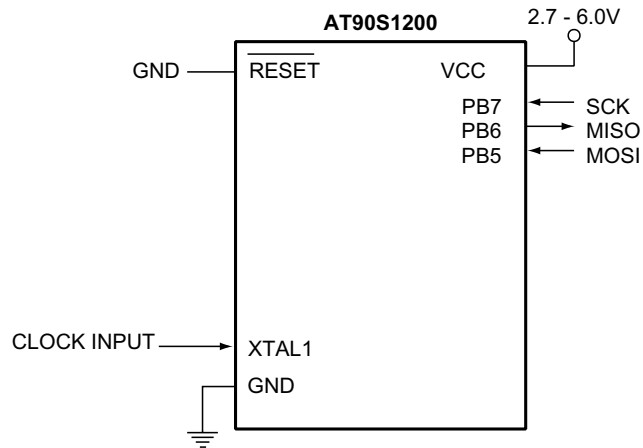 AT90S1200
2.7 - 6.0V
GND
RESET
VCC
PB7
SCK
PB6
MISO
PB5
MOSI
CLOCK INPUT
XTAL1
GND